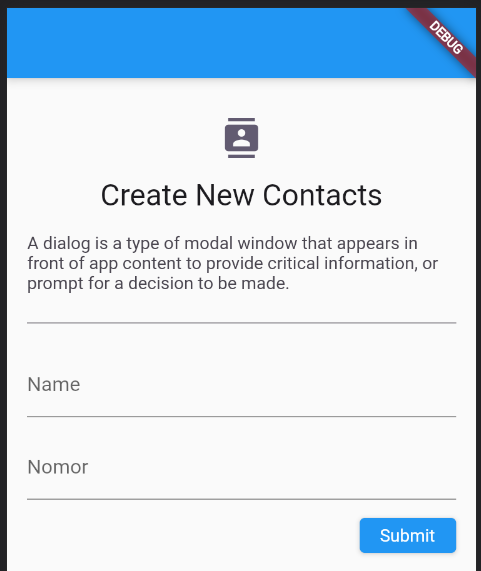 DEBUG
Create New Contacts
A dialog is a type of modal window that appears in
front of app content to provide critical information, or
prompt for a decision to be made.
Name
Nomor
Submit